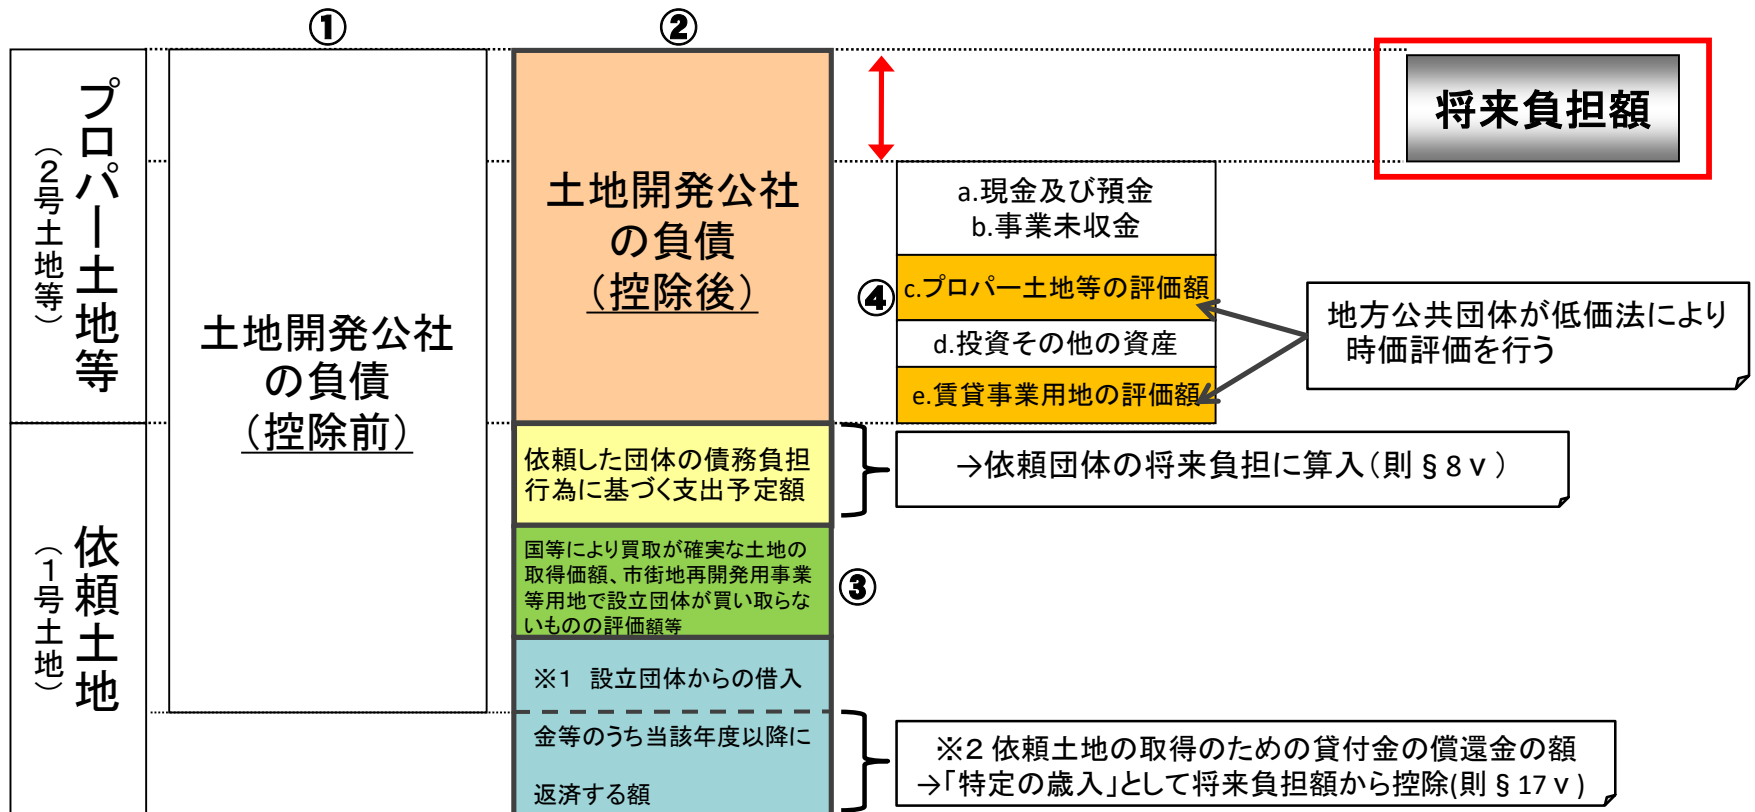 ①
②
プロパー土地等
（２号土地等）
依頼土地
（１号土地）
土地開発公社
の負債
（控除前）
土地開発公社
の負債
（控除後）
依頼した団体の債務負担
行為に基づく支出予定額
国等により買取が確実な土地の
取得価額、市街地再開発用事業
等用地で設立団体が買い取らな
いものの評価額等
③
※１　設立団体からの借入
金等のうち当該年度以降に
返済する額
将来負担額
④
a.現金及び預金
b.事業未収金
c.プロパー土地等の評価額
d.投資その他の資産
e.賃貸事業用地の評価額
地方公共団体が低価法により
時価評価を行う
→依頼団体の将来負担に算入（則§８ⅴ）
※２ 依頼土地の取得のための貸付金の償還金の額
→「特定の歳入」として将来負担額から控除(則§17ⅴ)